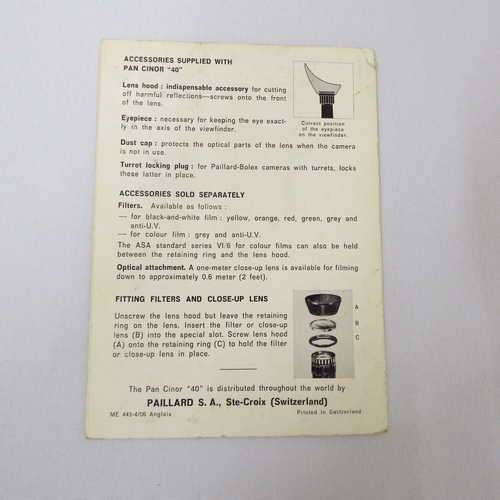 ACCESSORIES SUPPLIED WITH
PAN CINOR "40"
Lens hood : indispensable accessory for cutting
off harmful reflections—screws onto the front
of the lens.
Eyepiece : necessary for keeping the eye exact-
ly in the axis of the viewfinder.
Correct position
of the eyepiece
on the viewfinder.
Dust cap : protects the optical parts of the lens when the camera
is not in use.
Turret locking plug : for Paillard-Bolex cameras with turrets, locks
these latter in place.
ACCESSORIES SOLD SEPARATELY
Filters. Available as follows :
— for black-and-white film : yellow, orange, red, green, grey and
anti-U.V.
— for colour film : grey and anti-U.V.
The ASA standard series VI/6 for colour films can also be held
between the retaining ring and the lens hood.
Optical attachment. A one-meter close-up lens is available for filming
down to approximately 0.6 meter (2 feet).
FITTING FILTERS AND CLOSE-UP LENS
Unscrew the lens hood but leave the retaining
ring on the lens. Insert the filter or close-up
lens (B) into the special slot. Screw lens hood
(A) onto the retaining ring (C) to hold the filter
or close-up lens in place.
A
B
C
The Pan Cinor "40" is distributed throughout the world by
PAILLARD S. A., Ste-Croix (Switzerland)
ME 445-4/06 Anglais
Printed in Switzerland